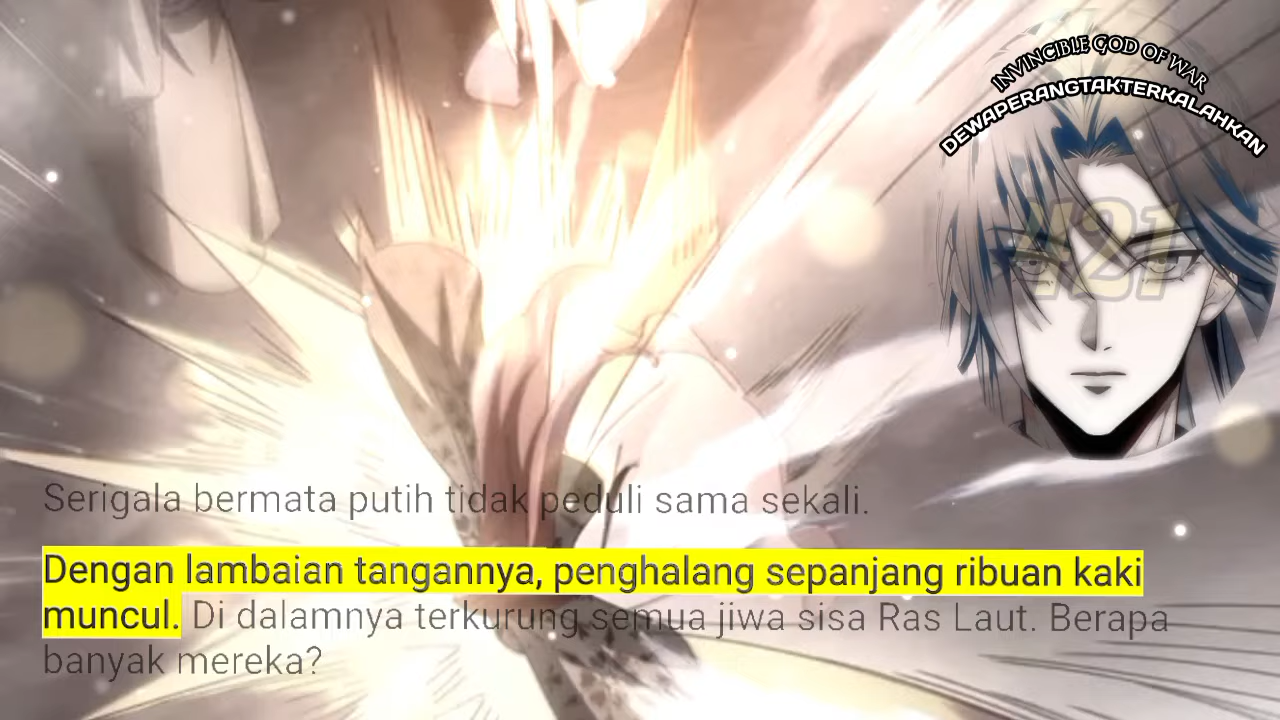 INVINCIBLE GOD OF WAR
DEWAPERANGTAKTERKALAHKAN
#21
Serigala bermata putih tidak peduli sama sekali.
Dengan lambaian tangannya, penghalang sepanjang ribuan kaki
muncul. Di dalamnya terkurung semua jiwa sisa Ras Laut. Berapa
banyak mereka?